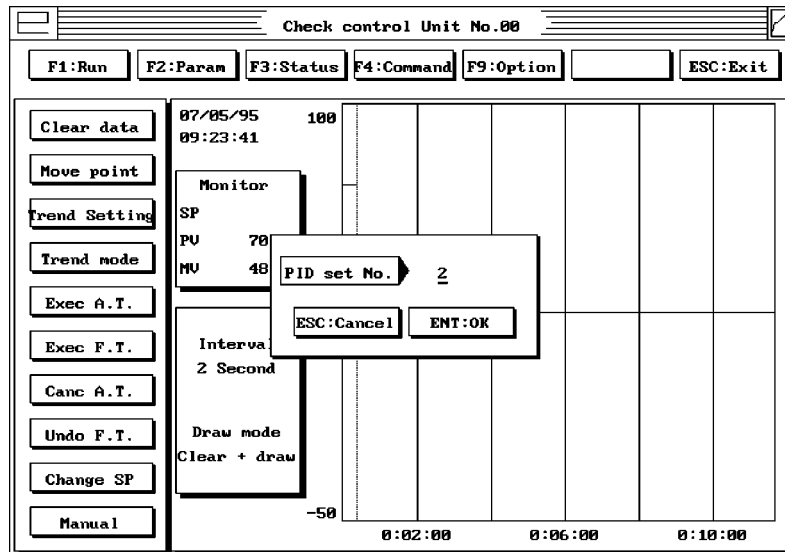 Check control Unit No.00
F1:Run F2:Param F3:Status F4:Command F9:Option ESC:Exit
Clear data
Move point
Trend Setting
Trend mode
Exec A.T.
Exec F.T.
Canc A.T.
Undo F.T.
Change SP
Manual
07/05/95
09:23:41
Monitor
SP
PV 70
MV 48
Interval
2 Second
Draw mode
Clear + draw
100
-50
0:02:00 0:06:00 0:10:00
PID set No. 2
ESC:Cancel ENT:OK